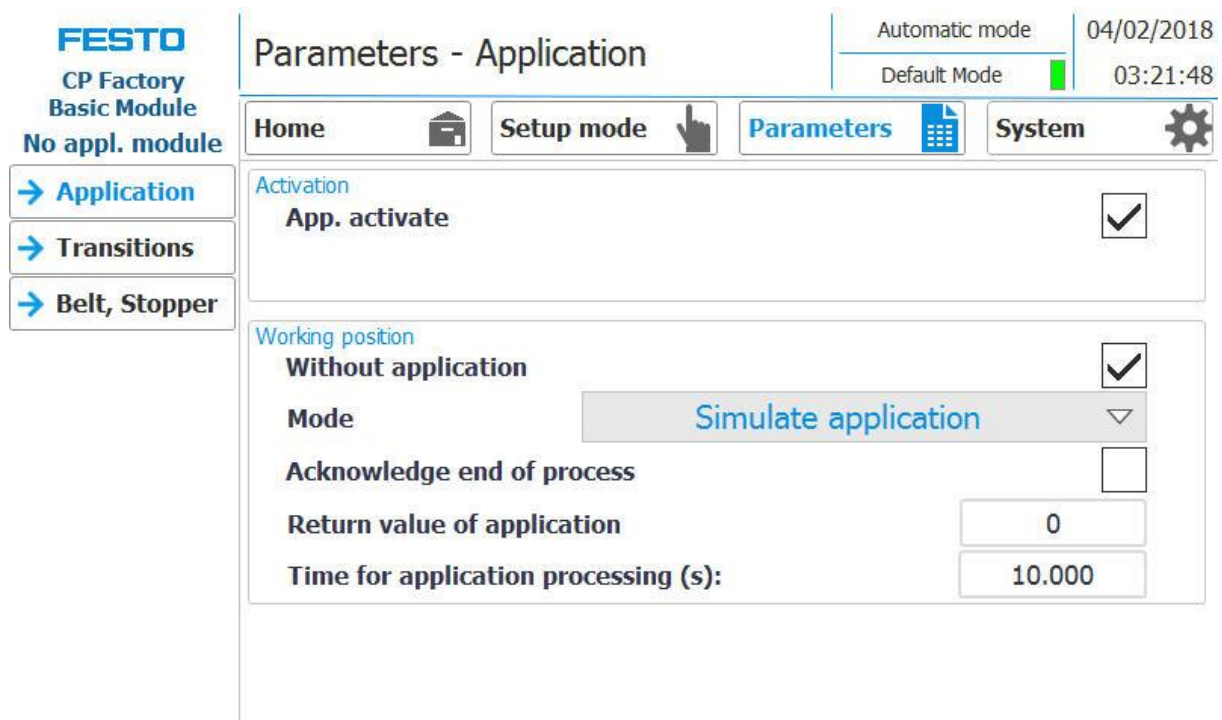 FESTO
CP Factory
Basic Module
No appl. module
Parameters - Application
Automatic mode
Default Mode
04/02/2018
03:21:48
Home
Setup mode
Parameters
System
Application
Transitions
Belt, Stopper
Activation
App. activate
Working position
Without application
Mode
Simulate application
Acknowledge end of process
Return value of application
0
Time for application processing (s):
10.000